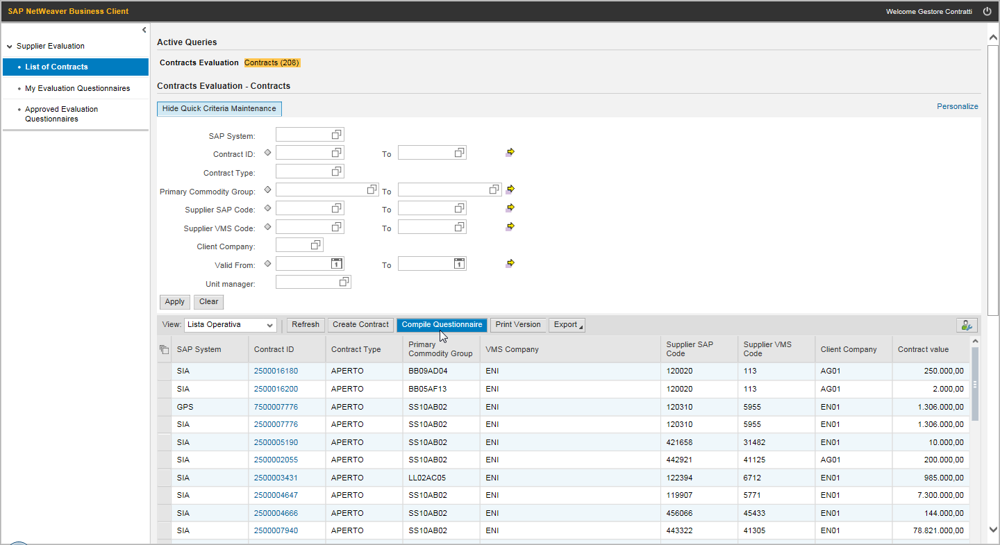 SAP NetWeaver Business Client
Welcome Gestore Contratti
Supplier Evaluation
List of Contracts
My Evaluation Questionnaires
Approved Evaluation
Questionnaires
Active Queries
Contracts Evaluation Contracts (208)
Contracts Evaluation - Contracts
Hide Quick Criteria Maintenance
Personalize
SAP System:
Contract ID: To
Contract Type:
Primary Commodity Group: To
Supplier SAP Code: To
Supplier VMS Code: To
Client Company:
Valid From: 1 To 1
Unit manager:
Apply Clear
View: Lista Operativa Refresh Create Contract Compile Questionnaire Print Version Export
SAP System Contract ID Contract Type Primary Commodity Group VMS Company Supplier SAP Code Supplier VMS Code Client Company Contract value
SIA 2500016180 APERTO BB09AD04 ENI 120020 113 AG01 250.000,00
SIA 2500016200 APERTO BB05AF13 ENI 120020 113 AG01 2.000,00
GPS 7500007776 APERTO SS10AB02 ENI 120310 5955 EN01 1.306.000,00
SIA 2500007776 APERTO SS10AB02 ENI 120310 5955 EN01 1.306.000,00
SIA 2500005190 APERTO SS10AB02 ENI 421658 31482 EN01 10.000,00
SIA 2500002055 APERTO SS10AB02 ENI 442921 41125 AG01 200.000,00
SIA 2500003431 APERTO LL02AC05 ENI 122394 6712 EN01 985.000,00
SIA 2500004647 APERTO SS10AB02 ENI 119907 5771 EN01 7.300.000,00
SIA 2500004666 APERTO SS10AB02 ENI 456066 45433 EN01 144.000,00
SIA 2500007940 APERTO SS10AB02 ENI 443322 41305 EN01 78.821.000,00